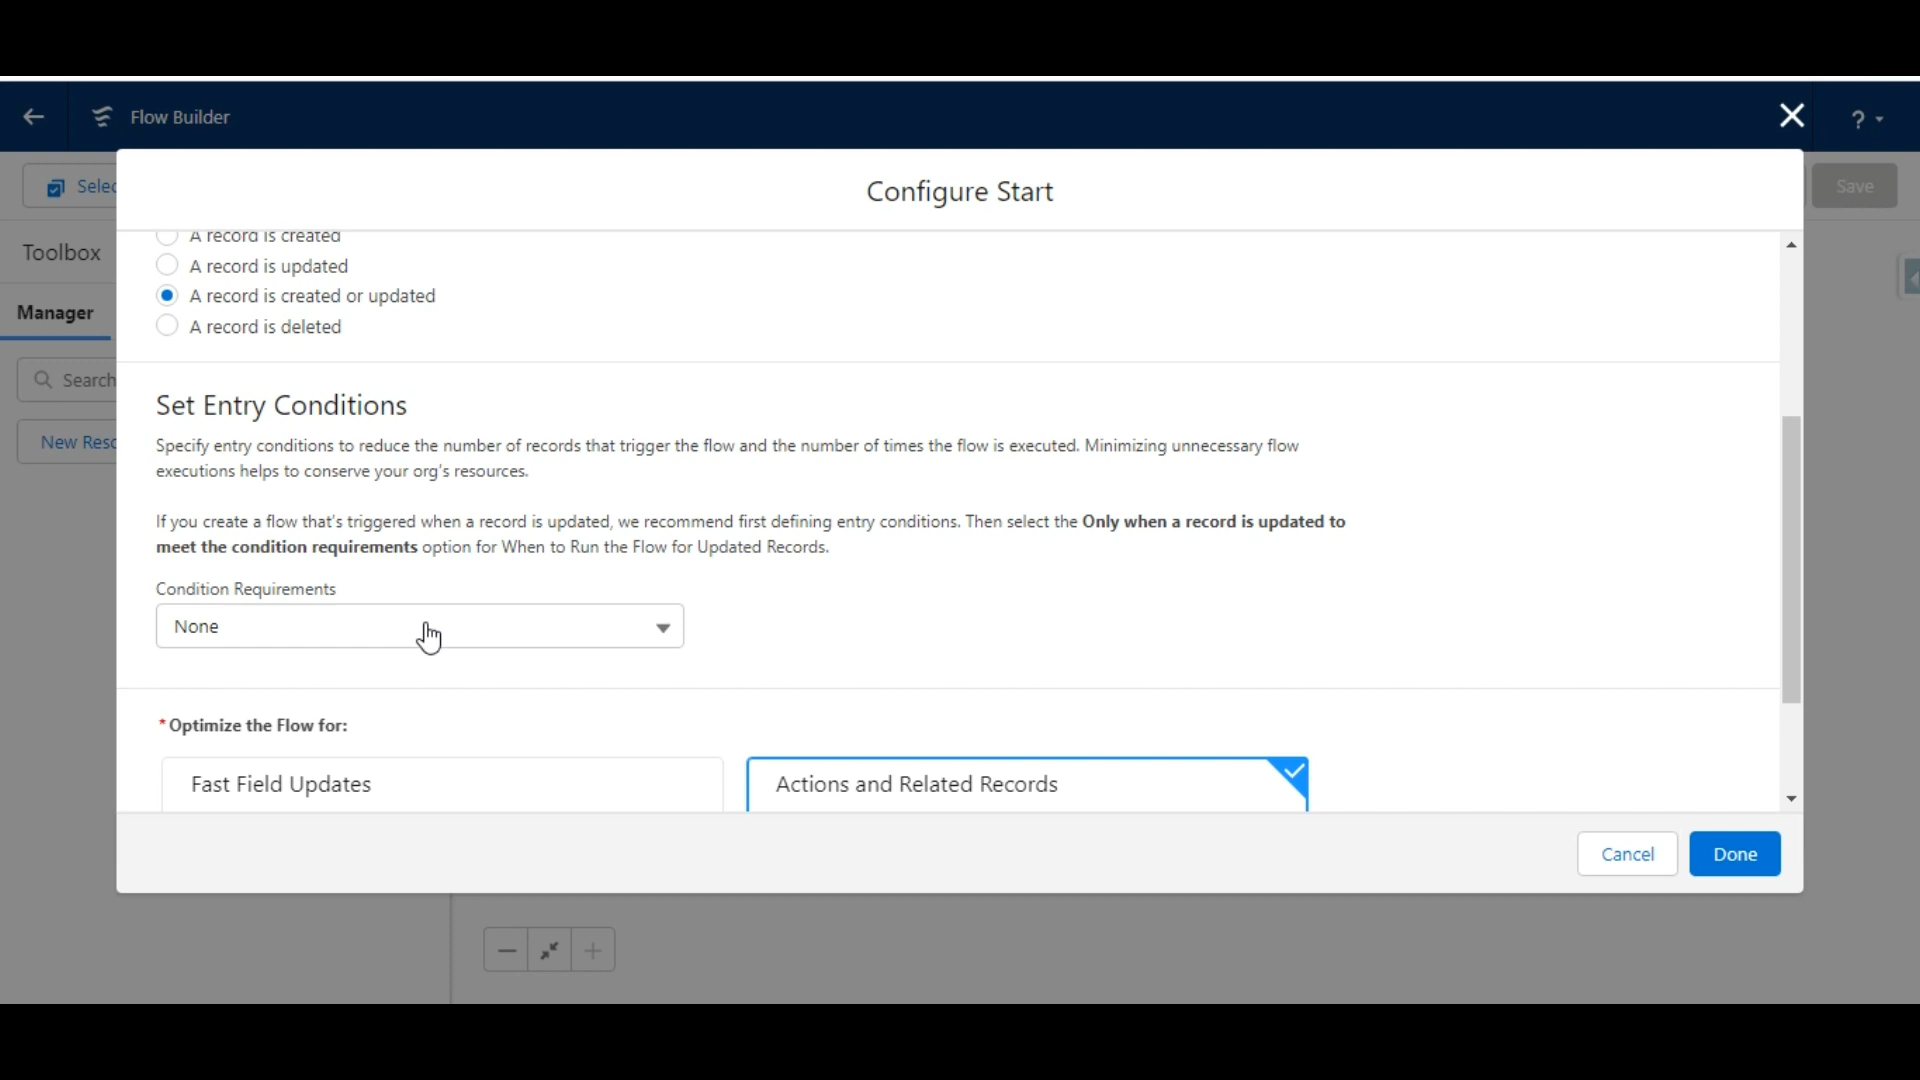 Flow Builder
?
Selec
Save
Configure Start
Toolbox
Manager
Search
New Reso
A record is created
A record is updated
A record is created or updated
A record is deleted
Set Entry Conditions
Specify entry conditions to reduce the number of records that trigger the flow and the number of times the flow is executed. Minimizing unnecessary flow
executions helps to conserve your org's resources.
If you create a flow that's triggered when a record is updated, we recommend first defining entry conditions. Then select the Only when a record is updated to
meet the condition requirements option for When to Run the Flow for Updated Records.
Condition Requirements
None
* Optimize the Flow for:
Fast Field Updates
Actions and Related Records
Cancel
Done